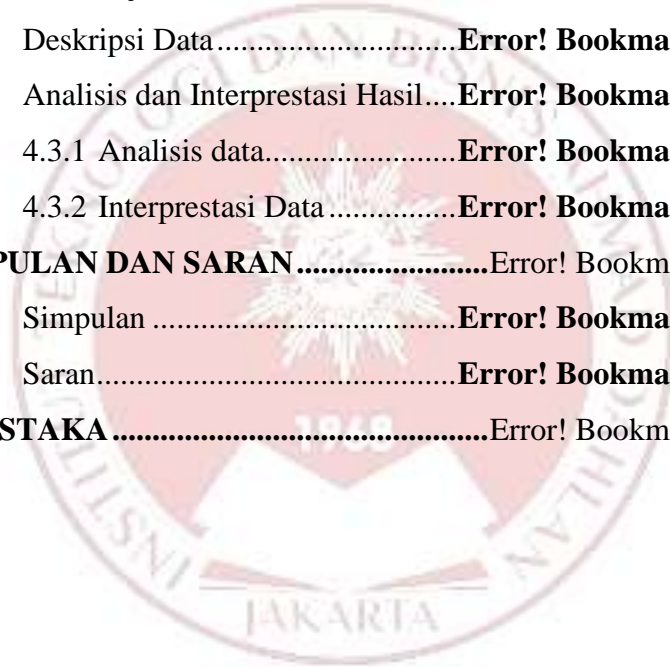 Deskripsi Data............................Error! Bookma
Analisis dan Interprestasi Hasil....Error! Bookma
4.3.1 Analisis data.......................Error! Bookma
4.3.2 Interprestasi Data...............Error! Bookma
PULAN DAN SARAN........................Error! Bookm
Simpulan....................................Error! Bookma
Saran...........................................Error! Bookma
STAKA...............................................Error! Bookm
1968
JAKARTA